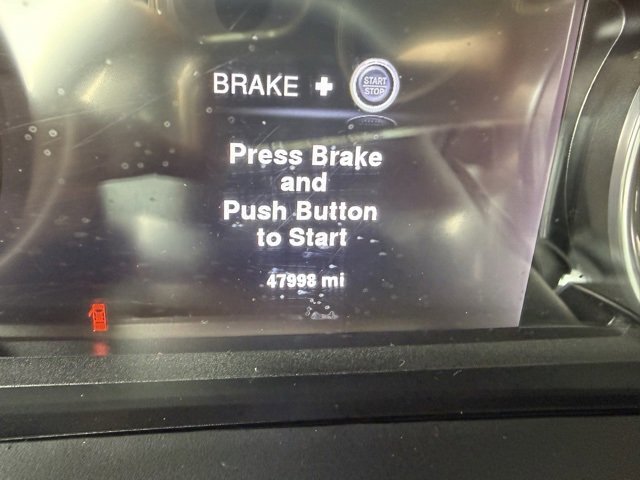 BRAKE + START STOP
Press Brake
and
Push Button
to Start
47998 mi